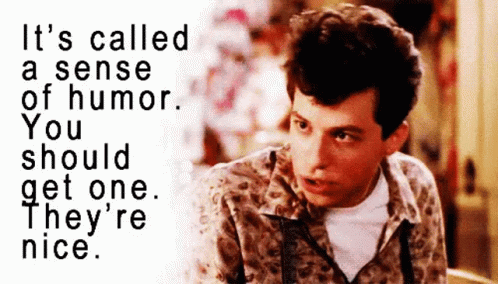 It's called
a sense
of humor.
You
should
get one.
They're
nice.